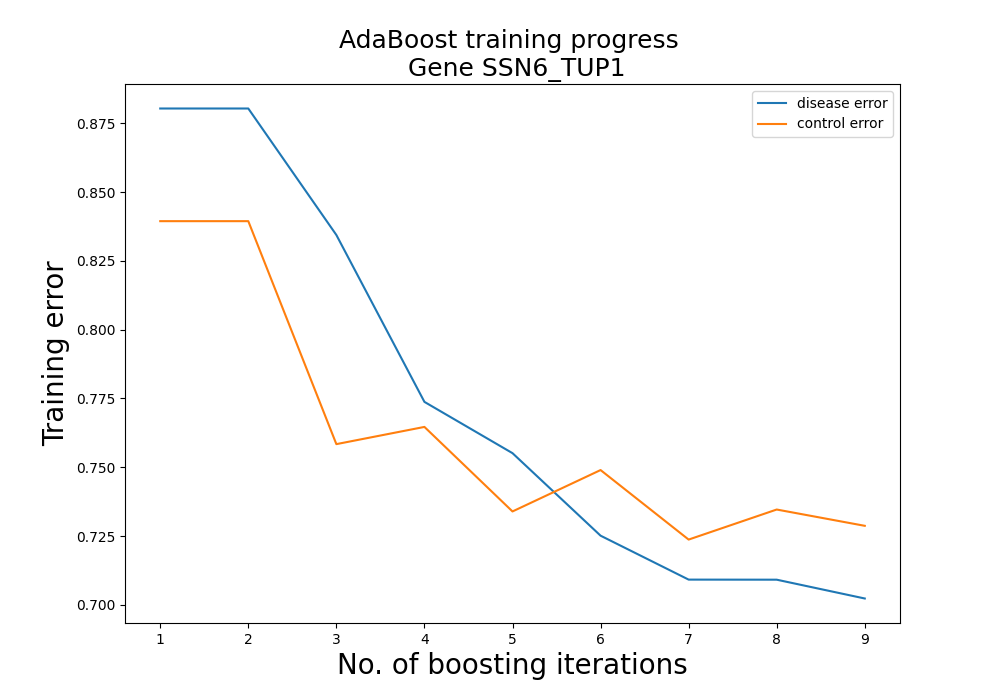 AdaBoost training progress
Gene SSN6_TUP1
disease error
control error
Training error
0.875
0.850
0.825
0.800
0.775
0.750
0.725
0.700
1 2 3 4 5 6 7 8 9
No. of boosting iterations